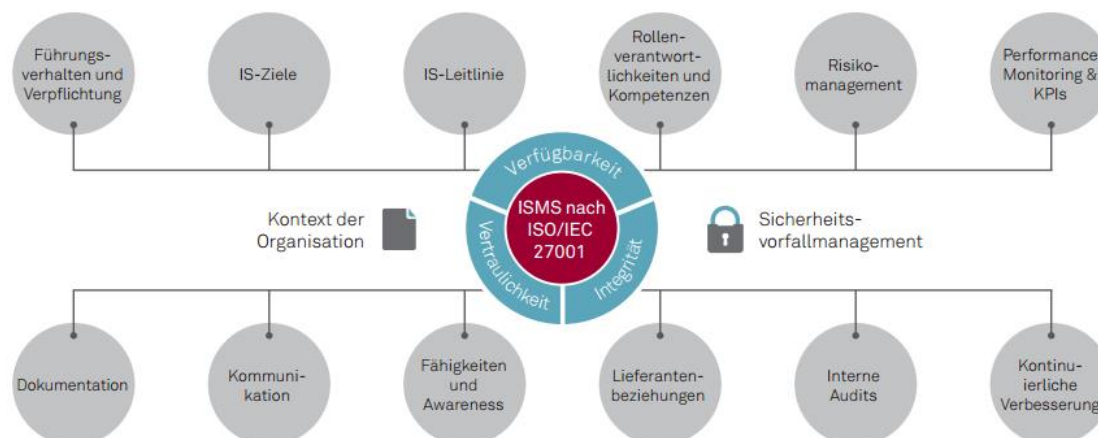 Führungs-
verhalten und
Verpflichtung
IS-Ziele
IS-Leitlinie
Rollen-
verantwort-
lichkeiten und
Kompetenzen
Risiko-
management
Performance
Monitoring &
KPIs
Kontext der
Organisation
Verfügbarkeit
Vertraulichkeit
Integrität
ISMS nach
ISO/IEC
27001
Sicherheits-
vorfallmanagement
Dokumentation
Kommuni-
kation
Fähigkeiten
und
Awareness
Lieferanten-
beziehungen
Interne
Audits
Kontinu-
ierliche
Verbesserung